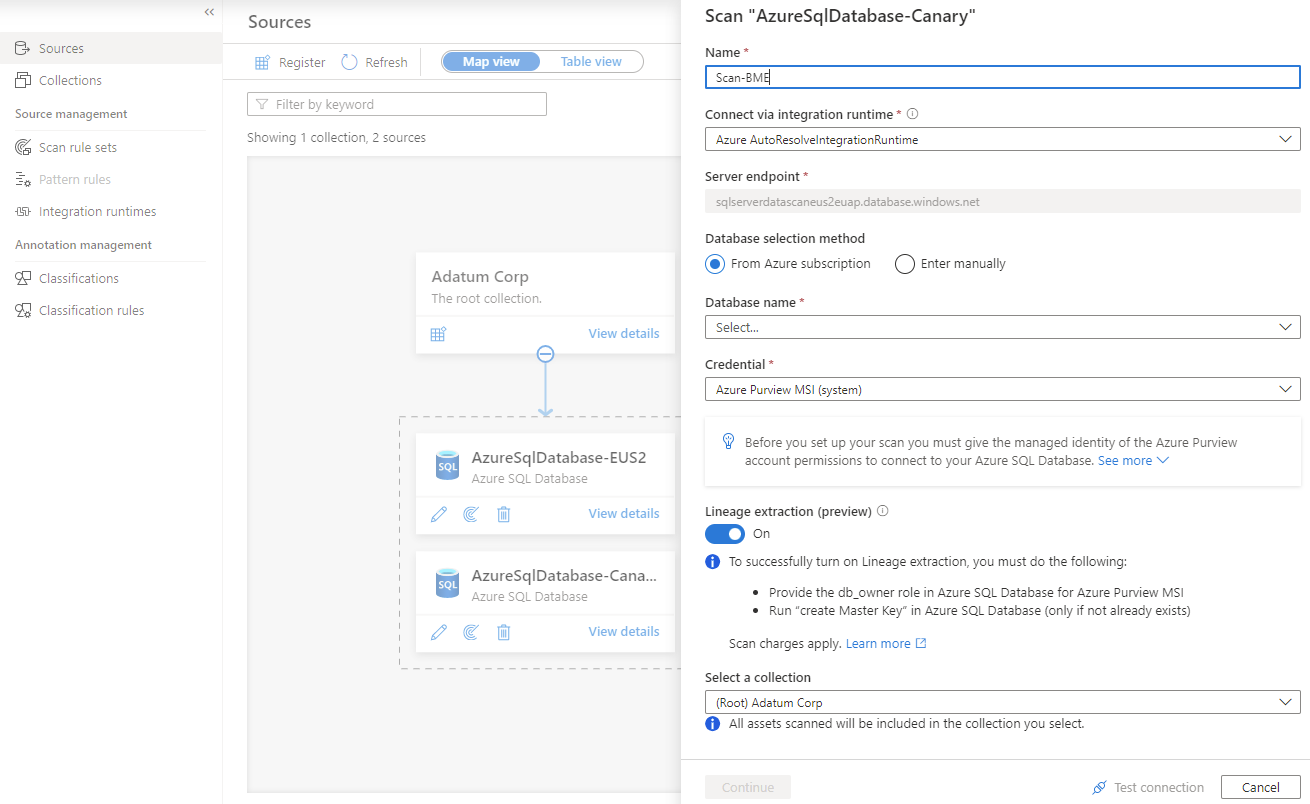 Sources
Collections
Source management
Scan rule sets
Pattern rules
Integration runtimes
Annotation management
Classifications
Classification rules
Sources
Register
Refresh
Map view
Table view
Filter by keyword
Showing 1 collection, 2 sources
Adatum Corp
The root collection.
View details
SQL
AzureSqlDatabase-EUS2
Azure SQL Database
View details
SQL
AzureSqlDatabase-Cana...
Azure SQL Database
View details
Scan "AzureSqlDatabase-Canary"
Name *
Scan-BME
Connect via integration runtime *
Azure AutoResolveIntegrationRuntime
Server endpoint *
sqlserverdatascaneus2euap.database.windows.net
Database selection method
From Azure subscription
Enter manually
Database name *
Select...
Credential *
Azure Purview MSI (system)
Before you set up your scan you must give the managed identity of the Azure Purview
account permissions to connect to your Azure SQL Database. See more
Lineage extraction (preview)
On
To successfully turn on Lineage extraction, you must do the following:
• Provide the db_owner role in Azure SQL Database for Azure Purview MSI
• Run “create Master Key” in Azure SQL Database (only if not already exists)
Scan charges apply. Learn more
Select a collection
(Root) Adatum Corp
All assets scanned will be included in the collection you select.
Continue
Test connection
Cancel